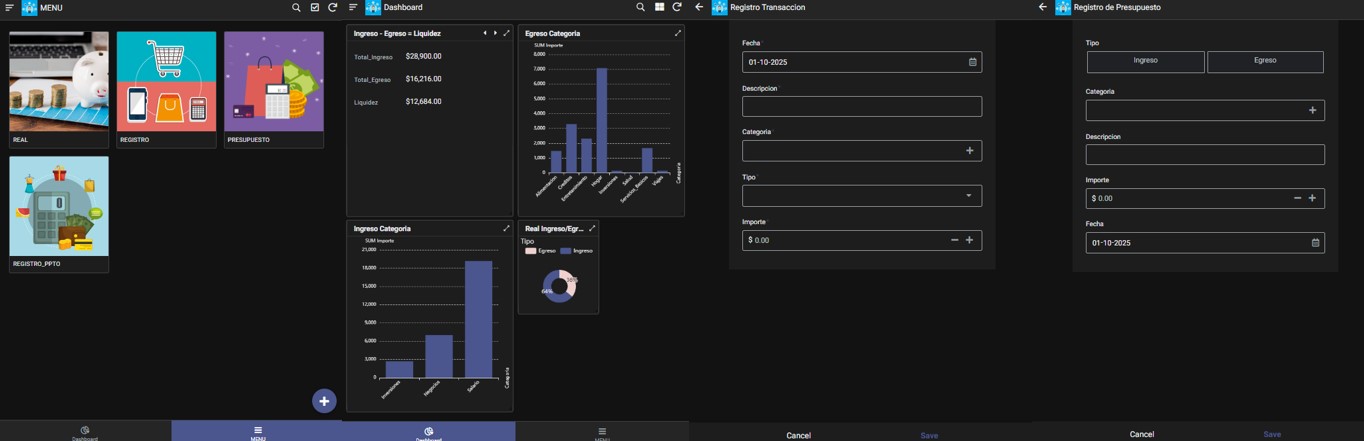 MENU
REAL
REGISTRO
PRESUPUESTO
REGISTRO_PPTO
Dashboard
MENU
Dashboard
Ingreso - Egreso = Liquidez
Total_Ingreso $28,900.00
Total_Egreso $16,216.00
Liquidez $12,684.00
Egreso Categoria
SUM Importe
8,000
7,000
6,000
5,000
4,000
3,000
2,000
1,000
0
Alimentacion
Creditos
Entretenimiento
Hogar
Inversiones
Salud
Servicios_Basicos
Viajes
Categoria
Ingreso Categoria
SUM Importe
21,000
18,000
15,000
12,000
9,000
6,000
3,000
0
Inversiones
Negocios
Salario
Categoria
Real Ingreso/Egr...
Tipo
Egreso Ingreso
36%
64%
Dashboard
MENU
Registro Transaccion
Fecha
01-10-2025
Descripcion
Categoria
Tipo
Importe
$ 0.00
Cancel
Save
Registro de Presupuesto
Tipo
Ingreso
Egreso
Categoria
Descripcion
Importe
$ 0.00
Fecha
01-10-2025
Cancel
Save